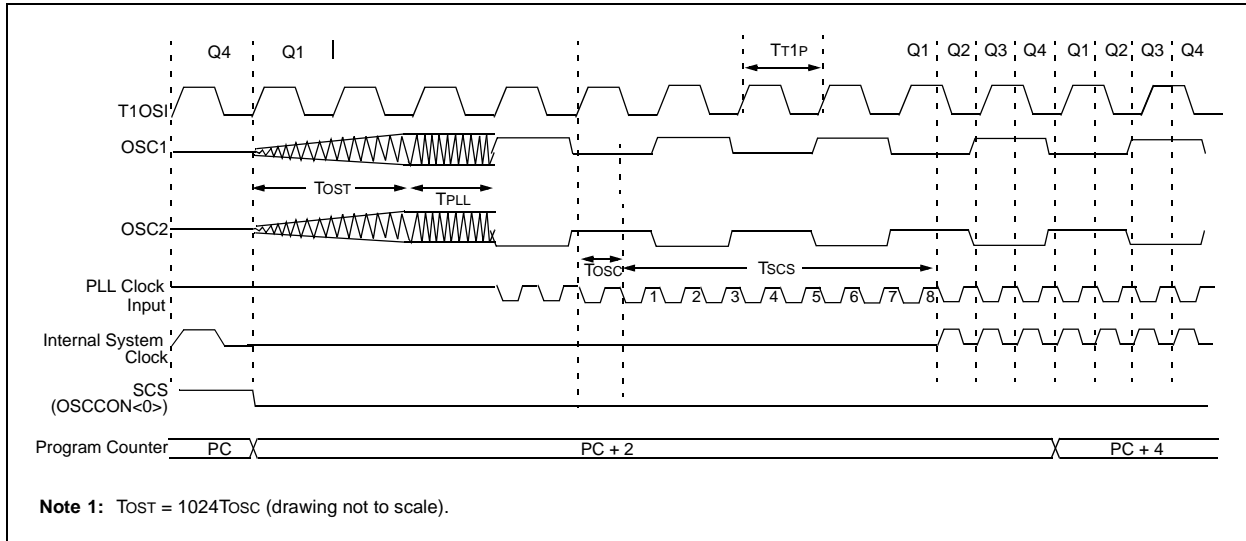 Q4 Q1 TT1P Q1 Q2 Q3 Q4 Q1 Q2 Q3 Q4
T1OSI
OSC1
TOST
TPLL
OSC2
TOSC TSCS
PLL Clock
Input
1 2 3 4 5 6 7 8
Internal System
Clock
SCS
(OSCCON<0>)
Program Counter PC PC + 2 PC + 4
Note 1: TOST = 1024TOSC (drawing not to scale).